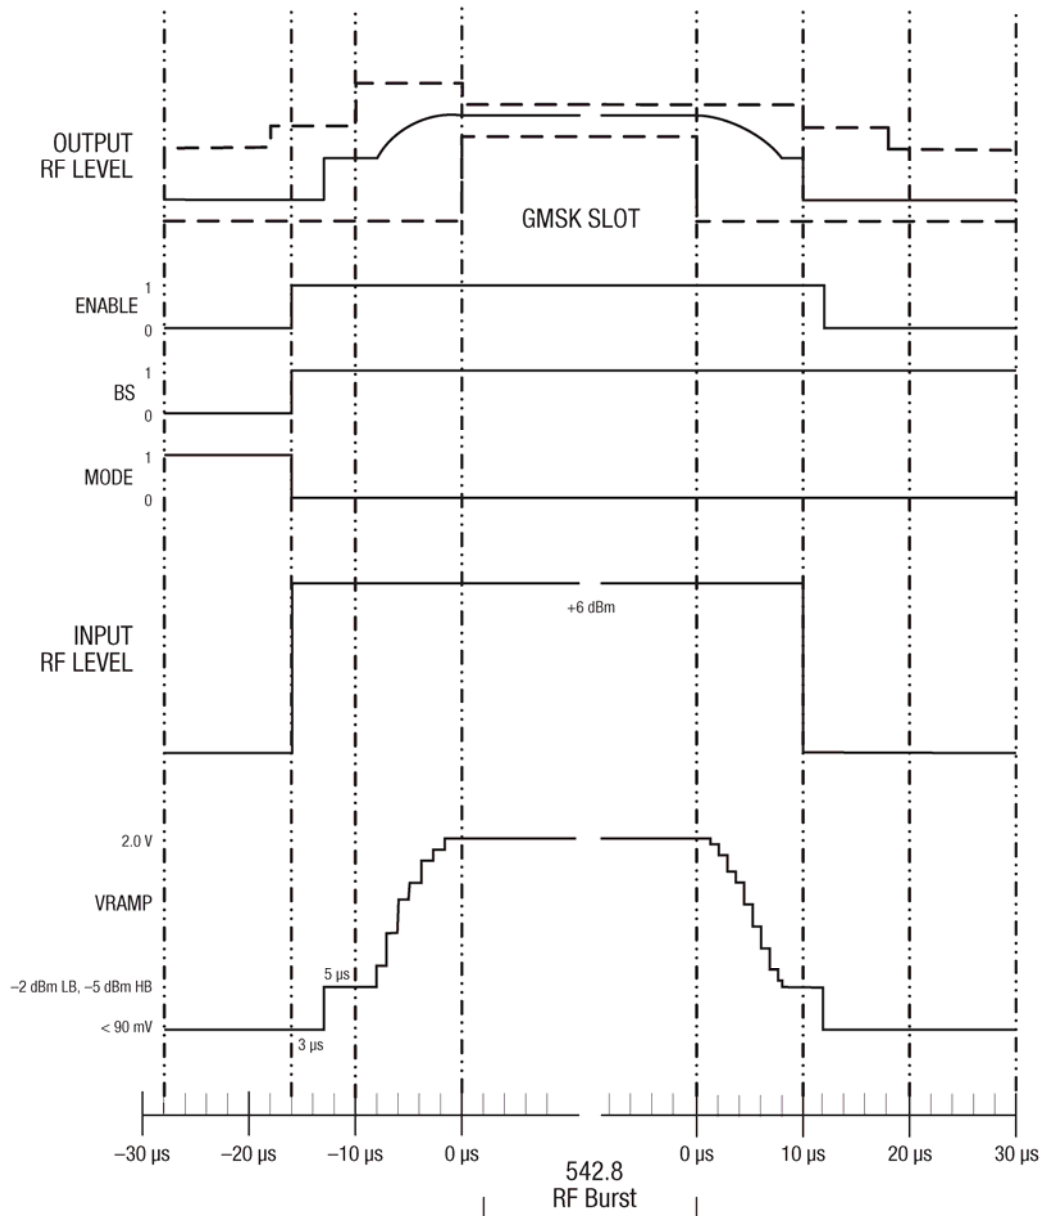 OUTPUT
RF LEVEL
GMSK SLOT
1
ENABLE
0
1
BS
0
1
MODE
0
+6 dBm
INPUT
RF LEVEL
2.0 V
VRAMP
5 µs
–2 dBm LB, –5 dBm HB
< 90 mV
3 µs
–30 µs –20 µs –10 µs 0 µs 0 µs 10 µs 20 µs 30 µs
542.8
RF Burst